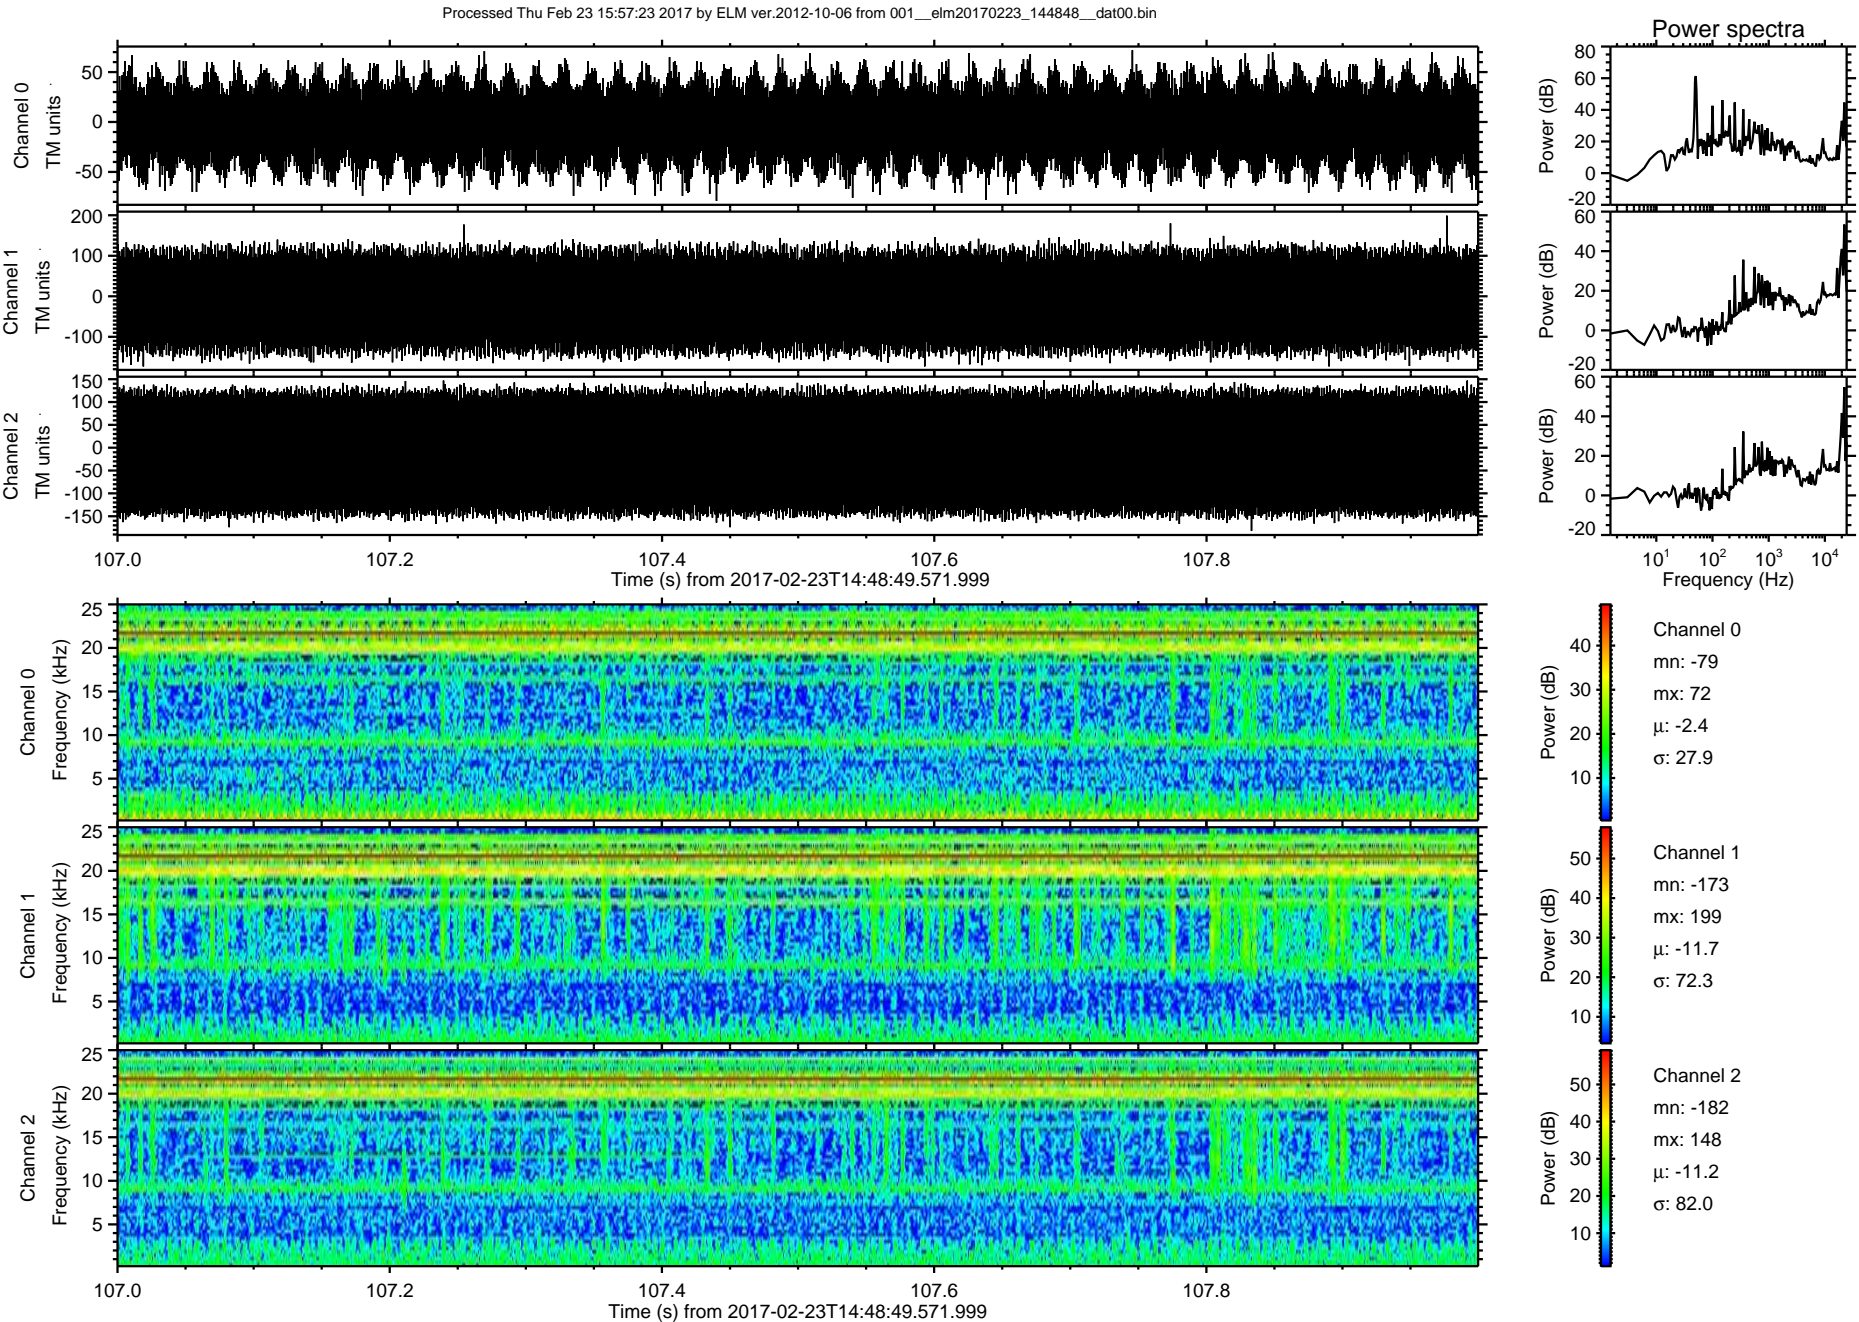 Processed Thu Feb 23 15:57:23 2017 by ELM ver.2012-10-06 from 001__elm20170223_144848__dat00.bin
Power spectra
Channel 0
TM units
50
0
-50
Power (dB)
80
60
40
20
0
-20
Channel 1
TM units
200
100
0
-100
Power (dB)
60
40
20
0
-20
Channel 2
TM units
150
100
50
0
-50
-100
-150
Power (dB)
60
40
20
0
-20
107.0 107.2 107.4 107.6 107.8
Time (s) from 2017-02-23T14:48:49.571.999
10^1 10^2 10^3 10^4
Frequency (Hz)
Channel 0
Frequency (kHz)
25
20
15
10
5
Power (dB)
40
30
20
10
Channel 0
mn: -79
mx: 72
µ: -2.4
σ: 27.9
Channel 1
Frequency (kHz)
25
20
15
10
5
Power (dB)
50
40
30
20
10
Channel 1
mn: -173
mx: 199
µ: -11.7
σ: 72.3
Channel 2
Frequency (kHz)
25
20
15
10
5
Power (dB)
50
40
30
20
10
Channel 2
mn: -182
mx: 148
µ: -11.2
σ: 82.0
107.0 107.2 107.4 107.6 107.8
Time (s) from 2017-02-23T14:48:49.571.999